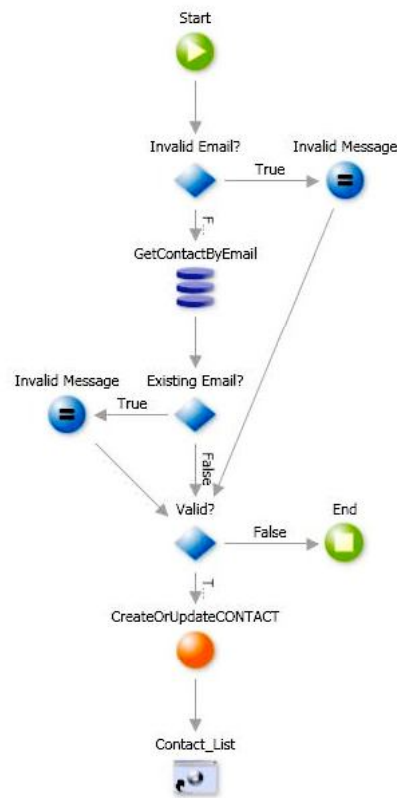 Start
Invalid Email?
Invalid Message
True
F...
GetContactByEmail
Invalid Message
Existing Email?
True
False
Valid?
End
False
T...
CreateOrUpdateCONTACT
Contact_List